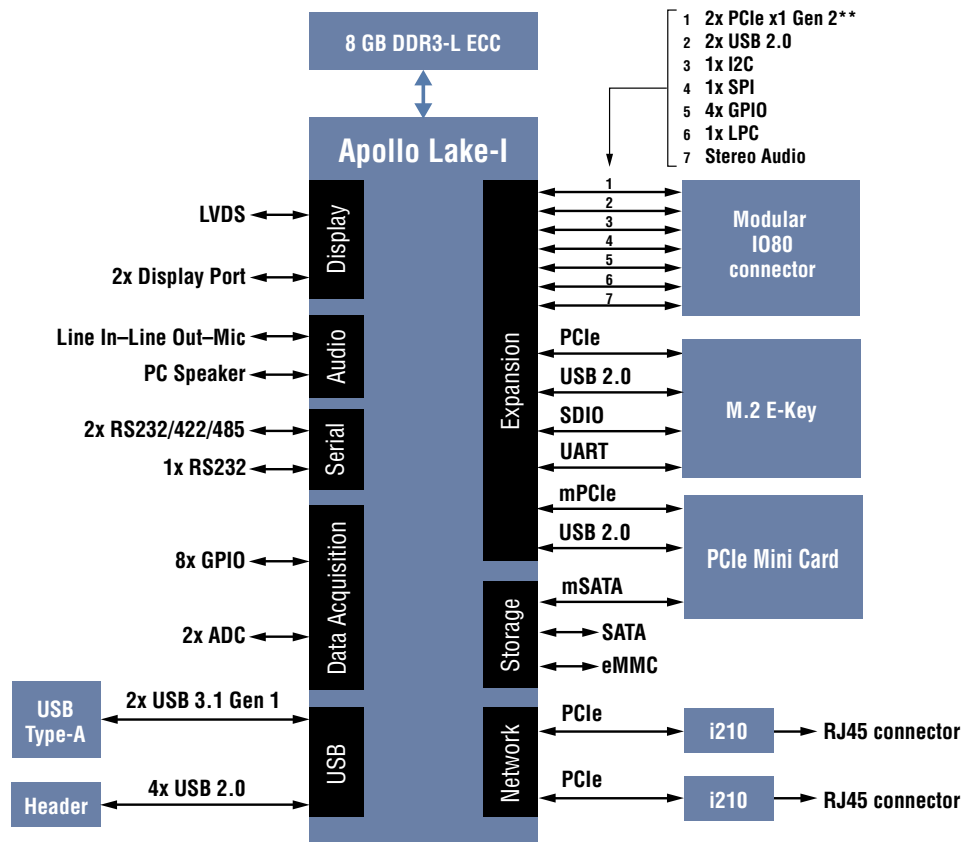 8 GB DDR3-L ECC
1 2x PCIe x1 Gen 2**
2 2x USB 2.0
3 1x I2C
4 1x SPI
5 4x GPIO
6 1x LPC
7 Stereo Audio
Apollo Lake-I
Display
LVDS
2x Display Port
Audio
Line In–Line Out–Mic
PC Speaker
Serial
2x RS232/422/485
1x RS232
Data Acquisition
8x GPIO
2x ADC
USB
USB
Type-A
2x USB 3.1 Gen 1
Header
4x USB 2.0
Expansion
1
2
3
4
5
6
7
Modular
IO80
connector
PCIe
USB 2.0
SDIO
UART
M.2 E-Key
mPCIe
USB 2.0
PCIe Mini Card
Storage
mSATA
SATA
eMMC
Network
PCIe
i210
RJ45 connector
PCIe
i210
RJ45 connector